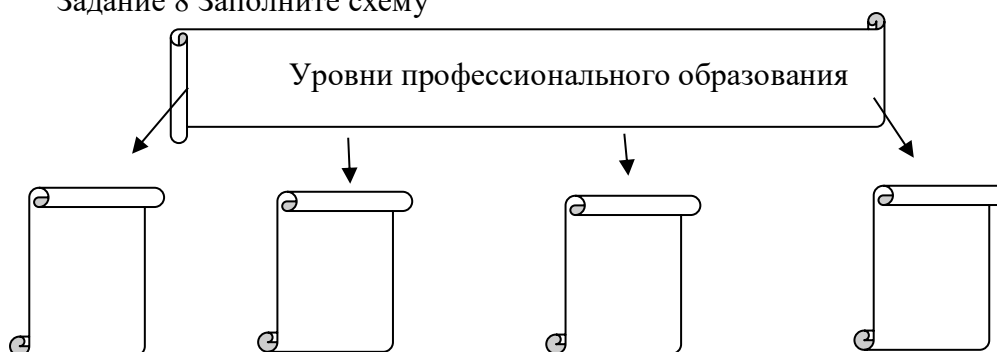 Задание 8 Заполните схему
Уровни профессионального образования